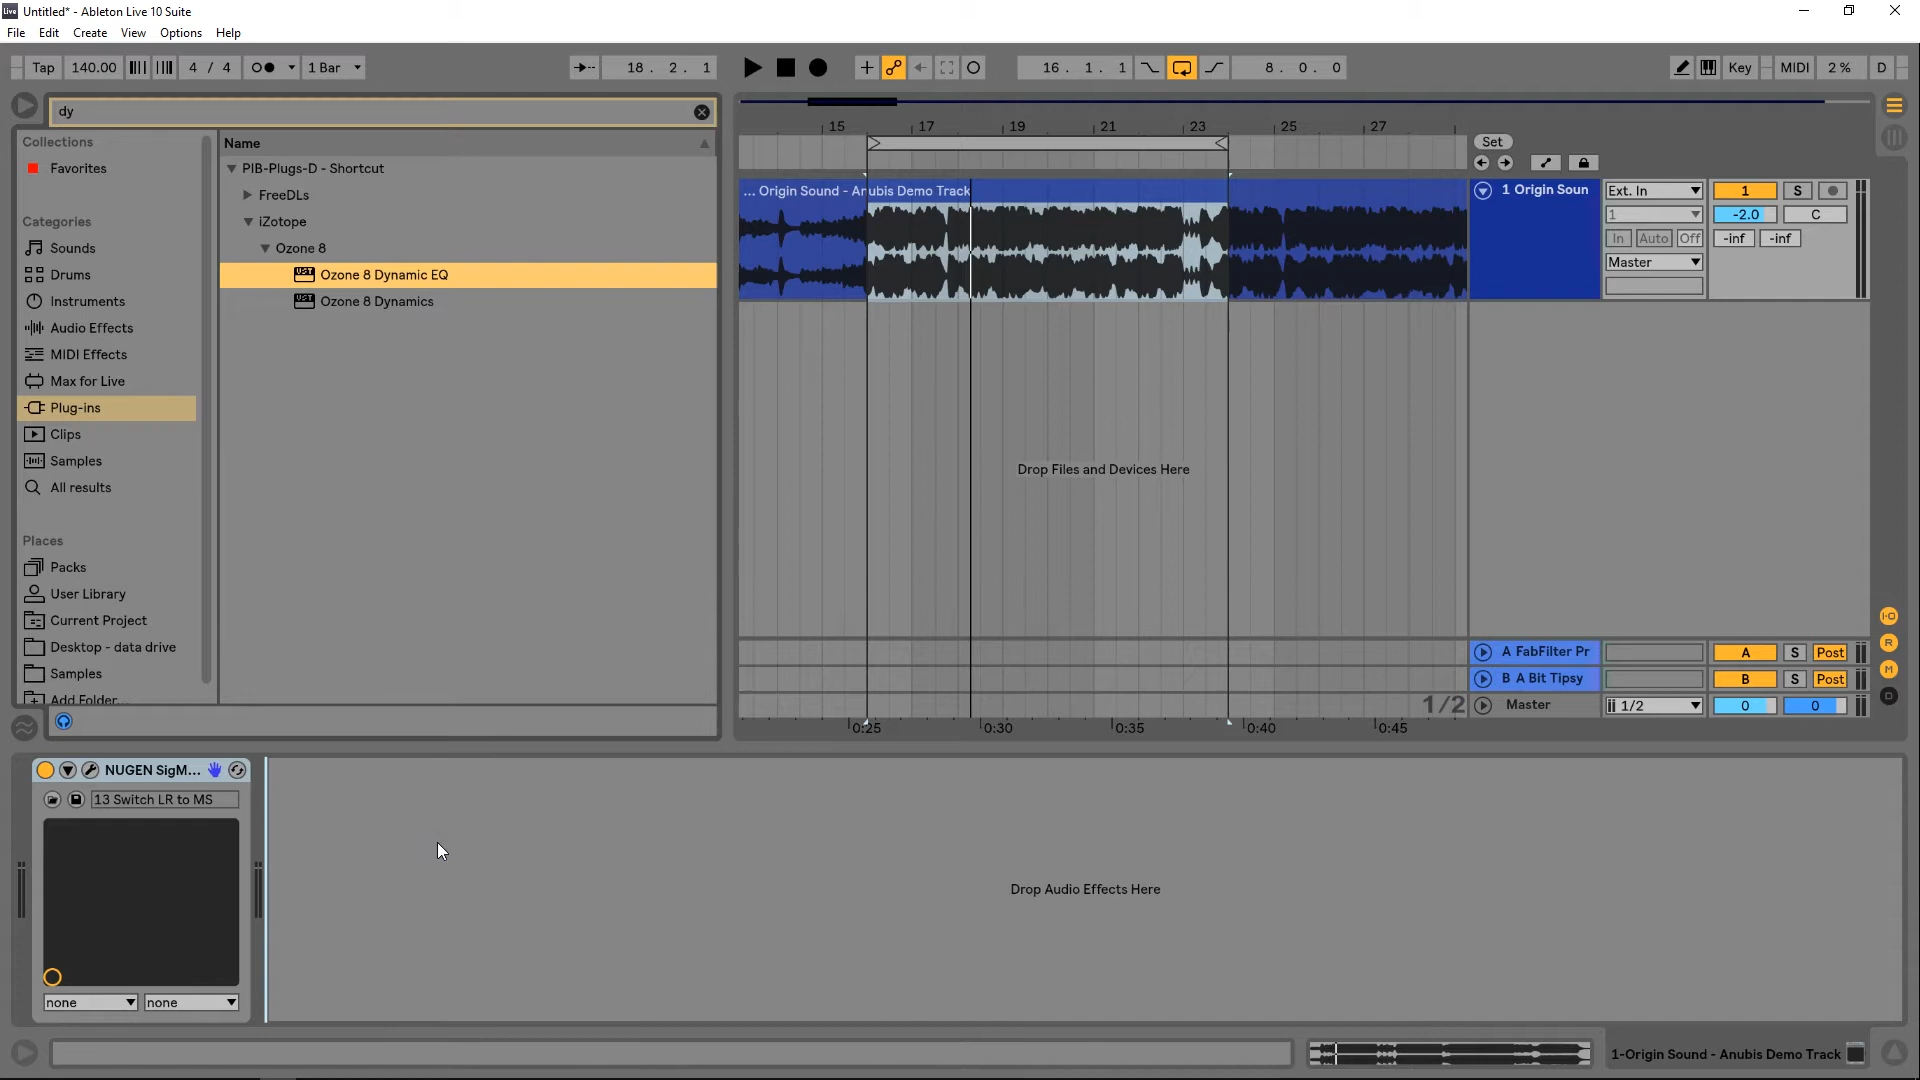 Untitled* - Ableton Live 10 Suite
File Edit Create View Options Help
Tap 140.00 4 / 4 1 Bar 18. 2. 1 16. 1. 1 8. 0. 0 Key MIDI 2 % D
dy
Collections
Favorites
Categories
Sounds
Drums
Instruments
Audio Effects
MIDI Effects
Max for Live
Plug-ins
Clips
Samples
All results
Places
Packs
User Library
Current Project
Desktop - data drive
Samples
Add Folder...
Name
PIB-Plugs-D - Shortcut
FreeDLs
iZotope
Ozone 8
Ozone 8 Dynamic EQ
Ozone 8 Dynamics
15 17 19 21 23 25 27
Set
... Origin Sound - Anubis Demo Track
1 Origin Soun Ext. In 1 S
1 -2.0 C
In Auto Off -inf -inf
Master
Drop Files and Devices Here
A FabFilter Pr A S Post
B A Bit Tipsy B S Post
1/2 Master 1/2 0 0
0:25 0:30 0:35 0:40 0:45
I·O
R
M
D
NUGEN SigM...
13 Switch LR to MS
none none
Drop Audio Effects Here
1-Origin Sound - Anubis Demo Track